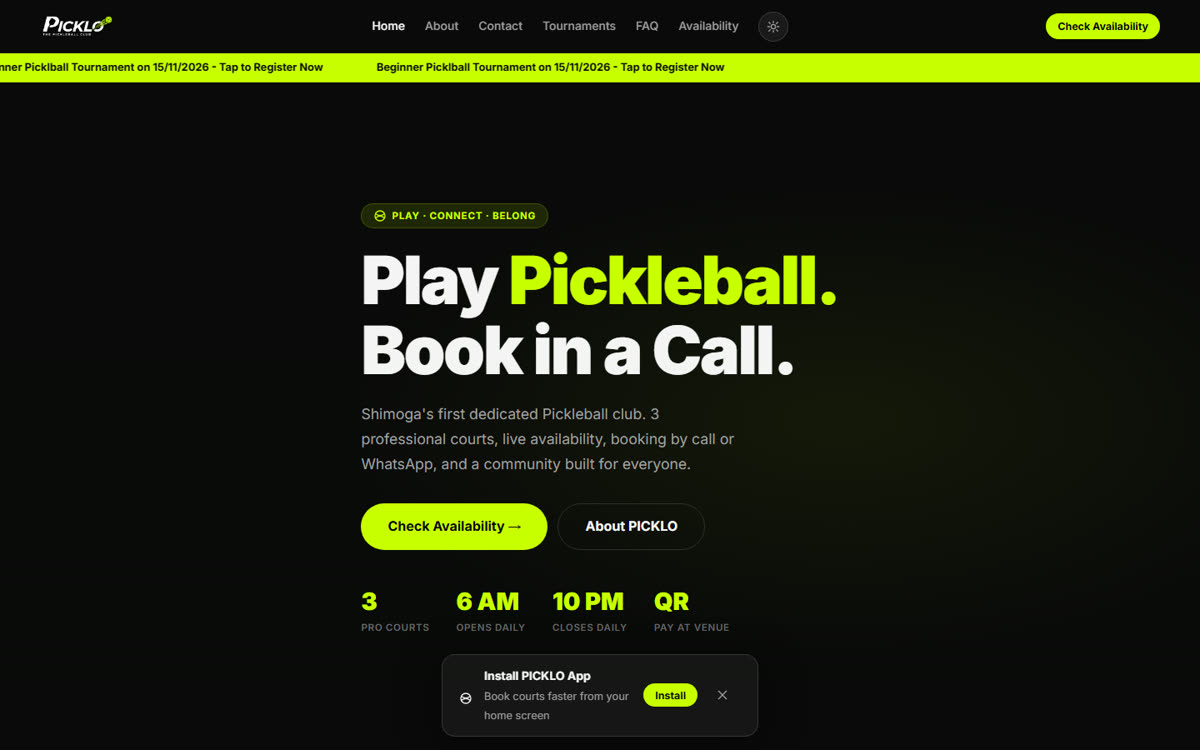 PICKLO
THE PICKLEBALL CLUB
Home About Contact Tournaments FAQ Availability
Check Availability
nner Picklball Tournament on 15/11/2026 - Tap to Register Now Beginner Picklball Tournament on 15/11/2026 - Tap to Register Now
PLAY · CONNECT · BELONG
Play Pickleball.
Book in a Call.
Shimoga's first dedicated Pickleball club. 3
professional courts, live availability, booking by call or
WhatsApp, and a community built for everyone.
Check Availability → About PICKLO
3 6 AM 10 PM QR
PRO COURTS OPENS DAILY CLOSES DAILY PAY AT VENUE
Install PICKLO App
Book courts faster from your
home screen
Install